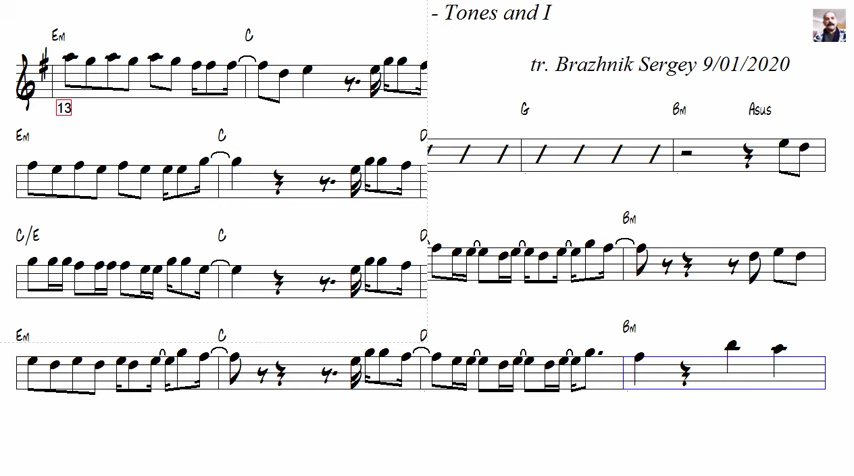 - Tones and I
Em C
tr. Brazhnik Sergey 9/01/2020
13
G Bm Asus
Em C D
Bm
C/E C D
Bm
Em C D